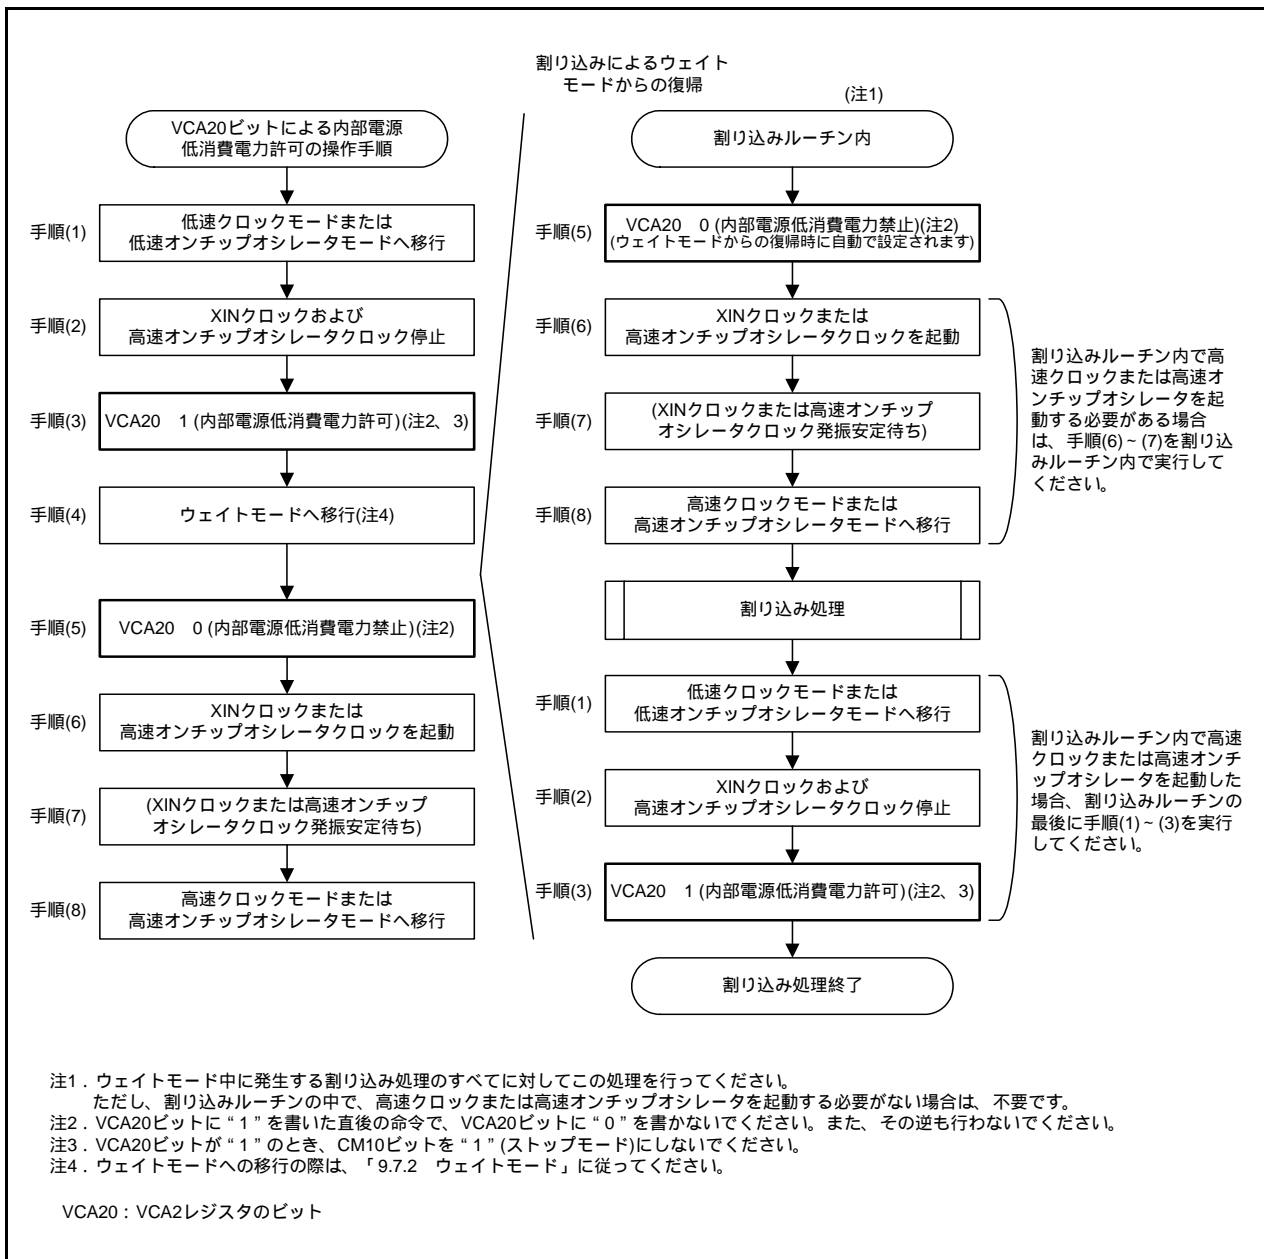 VCA20ビットによる内部電源
低消費電力許可の操作手順
手順(1)
低速クロックモードまたは
低速オンチップオシレータモードへ移行
手順(2)
XINクロックおよび
高速オンチップオシレータクロック停止
手順(3)
VCA20　1 (内部電源低消費電力許可)(注2、3)
手順(4)
ウェイトモードへ移行(注4)
手順(5)
VCA20　0 (内部電源低消費電力禁止)(注2)
手順(6)
XINクロックまたは
高速オンチップオシレータクロックを起動
手順(7)
(XINクロックまたは高速オンチップ
オシレータクロック発振安定待ち)
手順(8)
高速クロックモードまたは
高速オンチップオシレータモードへ移行
割り込みによるウェイト
モードからの復帰
(注1)
割り込みルーチン内
手順(5)
VCA20　0 (内部電源低消費電力禁止)(注2)
(ウェイトモードからの復帰時に自動で設定されます)
手順(6)
XINクロックまたは
高速オンチップオシレータクロックを起動
手順(7)
(XINクロックまたは高速オンチップ
オシレータクロック発振安定待ち)
手順(8)
高速クロックモードまたは
高速オンチップオシレータモードへ移行
割り込みルーチン内で高
速クロックまたは高速オ
ンチップオシレータを起
動する必要がある場合
は、手順(6)~(7)を割り込
みルーチン内で実行して
ください。
割り込み処理
手順(1)
低速クロックモードまたは
低速オンチップオシレータモードへ移行
手順(2)
XINクロックおよび
高速オンチップオシレータクロック停止
手順(3)
VCA20　1 (内部電源低消費電力許可)(注2、3)
割り込みルーチン内で高速
クロックまたは高速オンチ
ップオシレータを起動した
場合、割り込みルーチンの
最後に手順(1)~(3)を実行
してください。
割り込み処理終了
注1．ウェイトモード中に発生する割り込み処理のすべてに対してこの処理を行ってください。
ただし、割り込みルーチンの中で、高速クロックまたは高速オンチップオシレータを起動する必要がない場合は、不要です。
注2．VCA20ビットに“1”を書いた直後の命令で、VCA20ビットに“0”を書かないでください。また、その逆も行わないでください。
注3．VCA20ビットが“1”のとき、CM10ビットを“1”(ストップモード)にしないでください。
注4．ウェイトモードへの移行の際は、「9.7.2　ウェイトモード」に従ってください。
VCA20：VCA2レジスタのビット